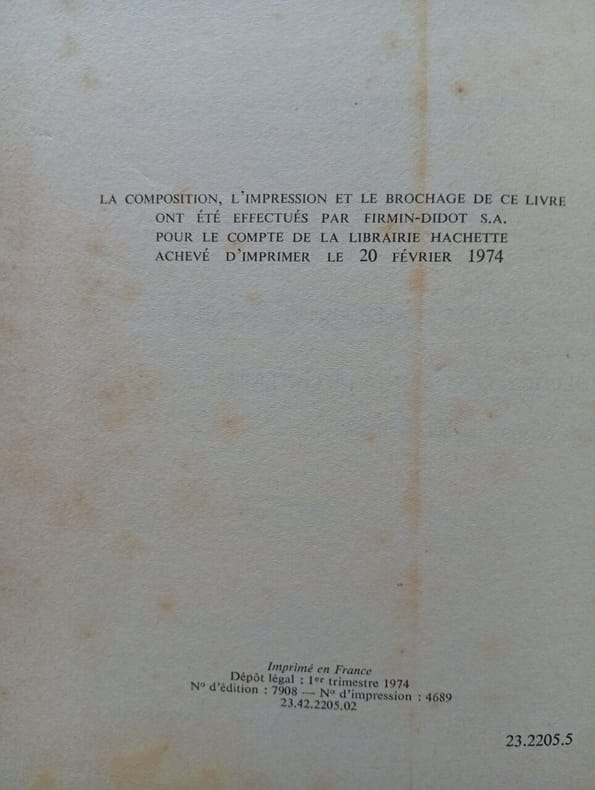 LA COMPOSITION, L'IMPRESSION ET LE BROCHAGE DE CE LIVRE
ONT ÉTÉ EFFECTUÉS PAR FIRMIN-DIDOT S.A.
POUR LE COMPTE DE LA LIBRAIRIE HACHETTE
ACHEVÉ D'IMPRIMER LE 20 FÉVRIER 1974
Imprimé en France
Dépôt légal : 1er trimestre 1974
No d'édition : 7908 — No d'impression : 4689
23.42.2205.02
23.2205.5